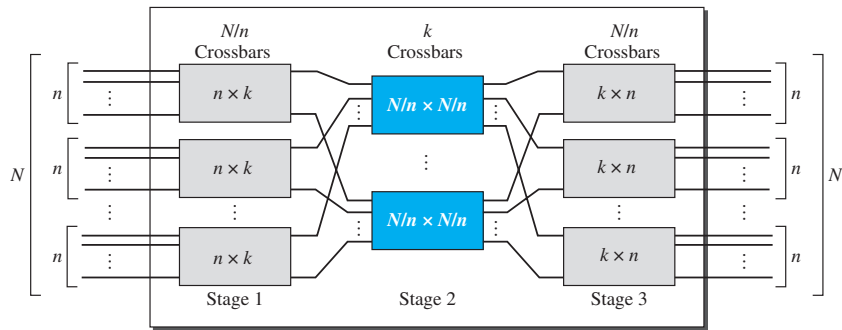 N/n k N/n
Crossbars Crossbars Crossbars
n n × k N/n × N/n k × n n
N n n × k k × n n N
n n × k N/n × N/n k × n n
Stage 1 Stage 2 Stage 3